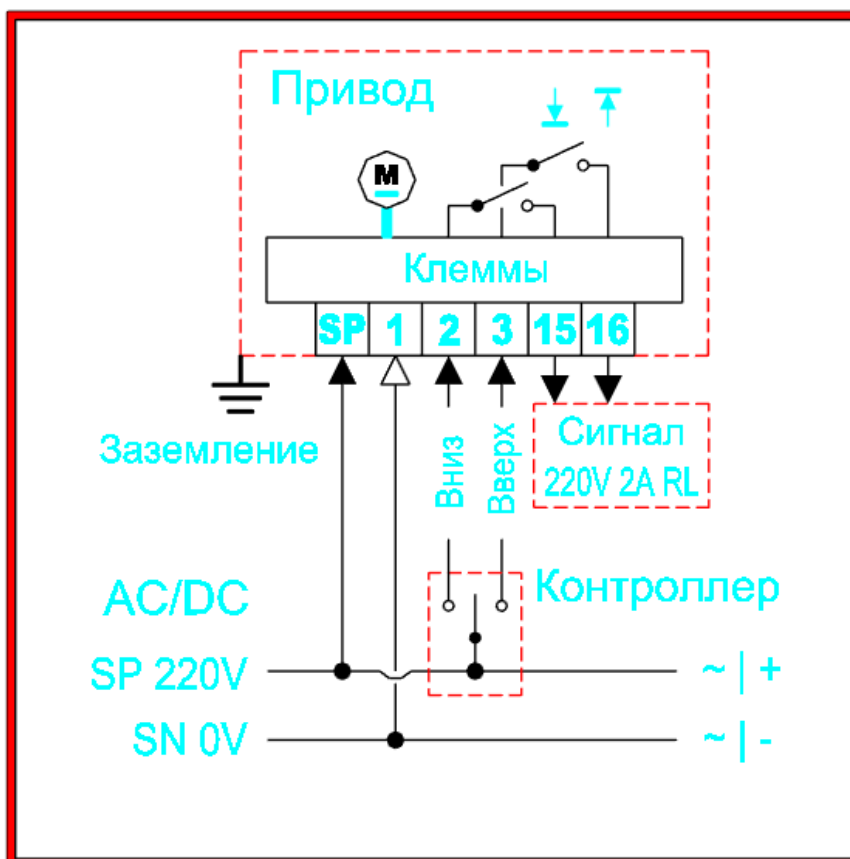 Привод
M
Клеммы
SP 1 2 3 15 16
Заземление
Вниз
Вверх
Сигнал
220V 2A RL
AC/DC
Контроллер
SP 220V
~ | +
SN 0V
~ | -